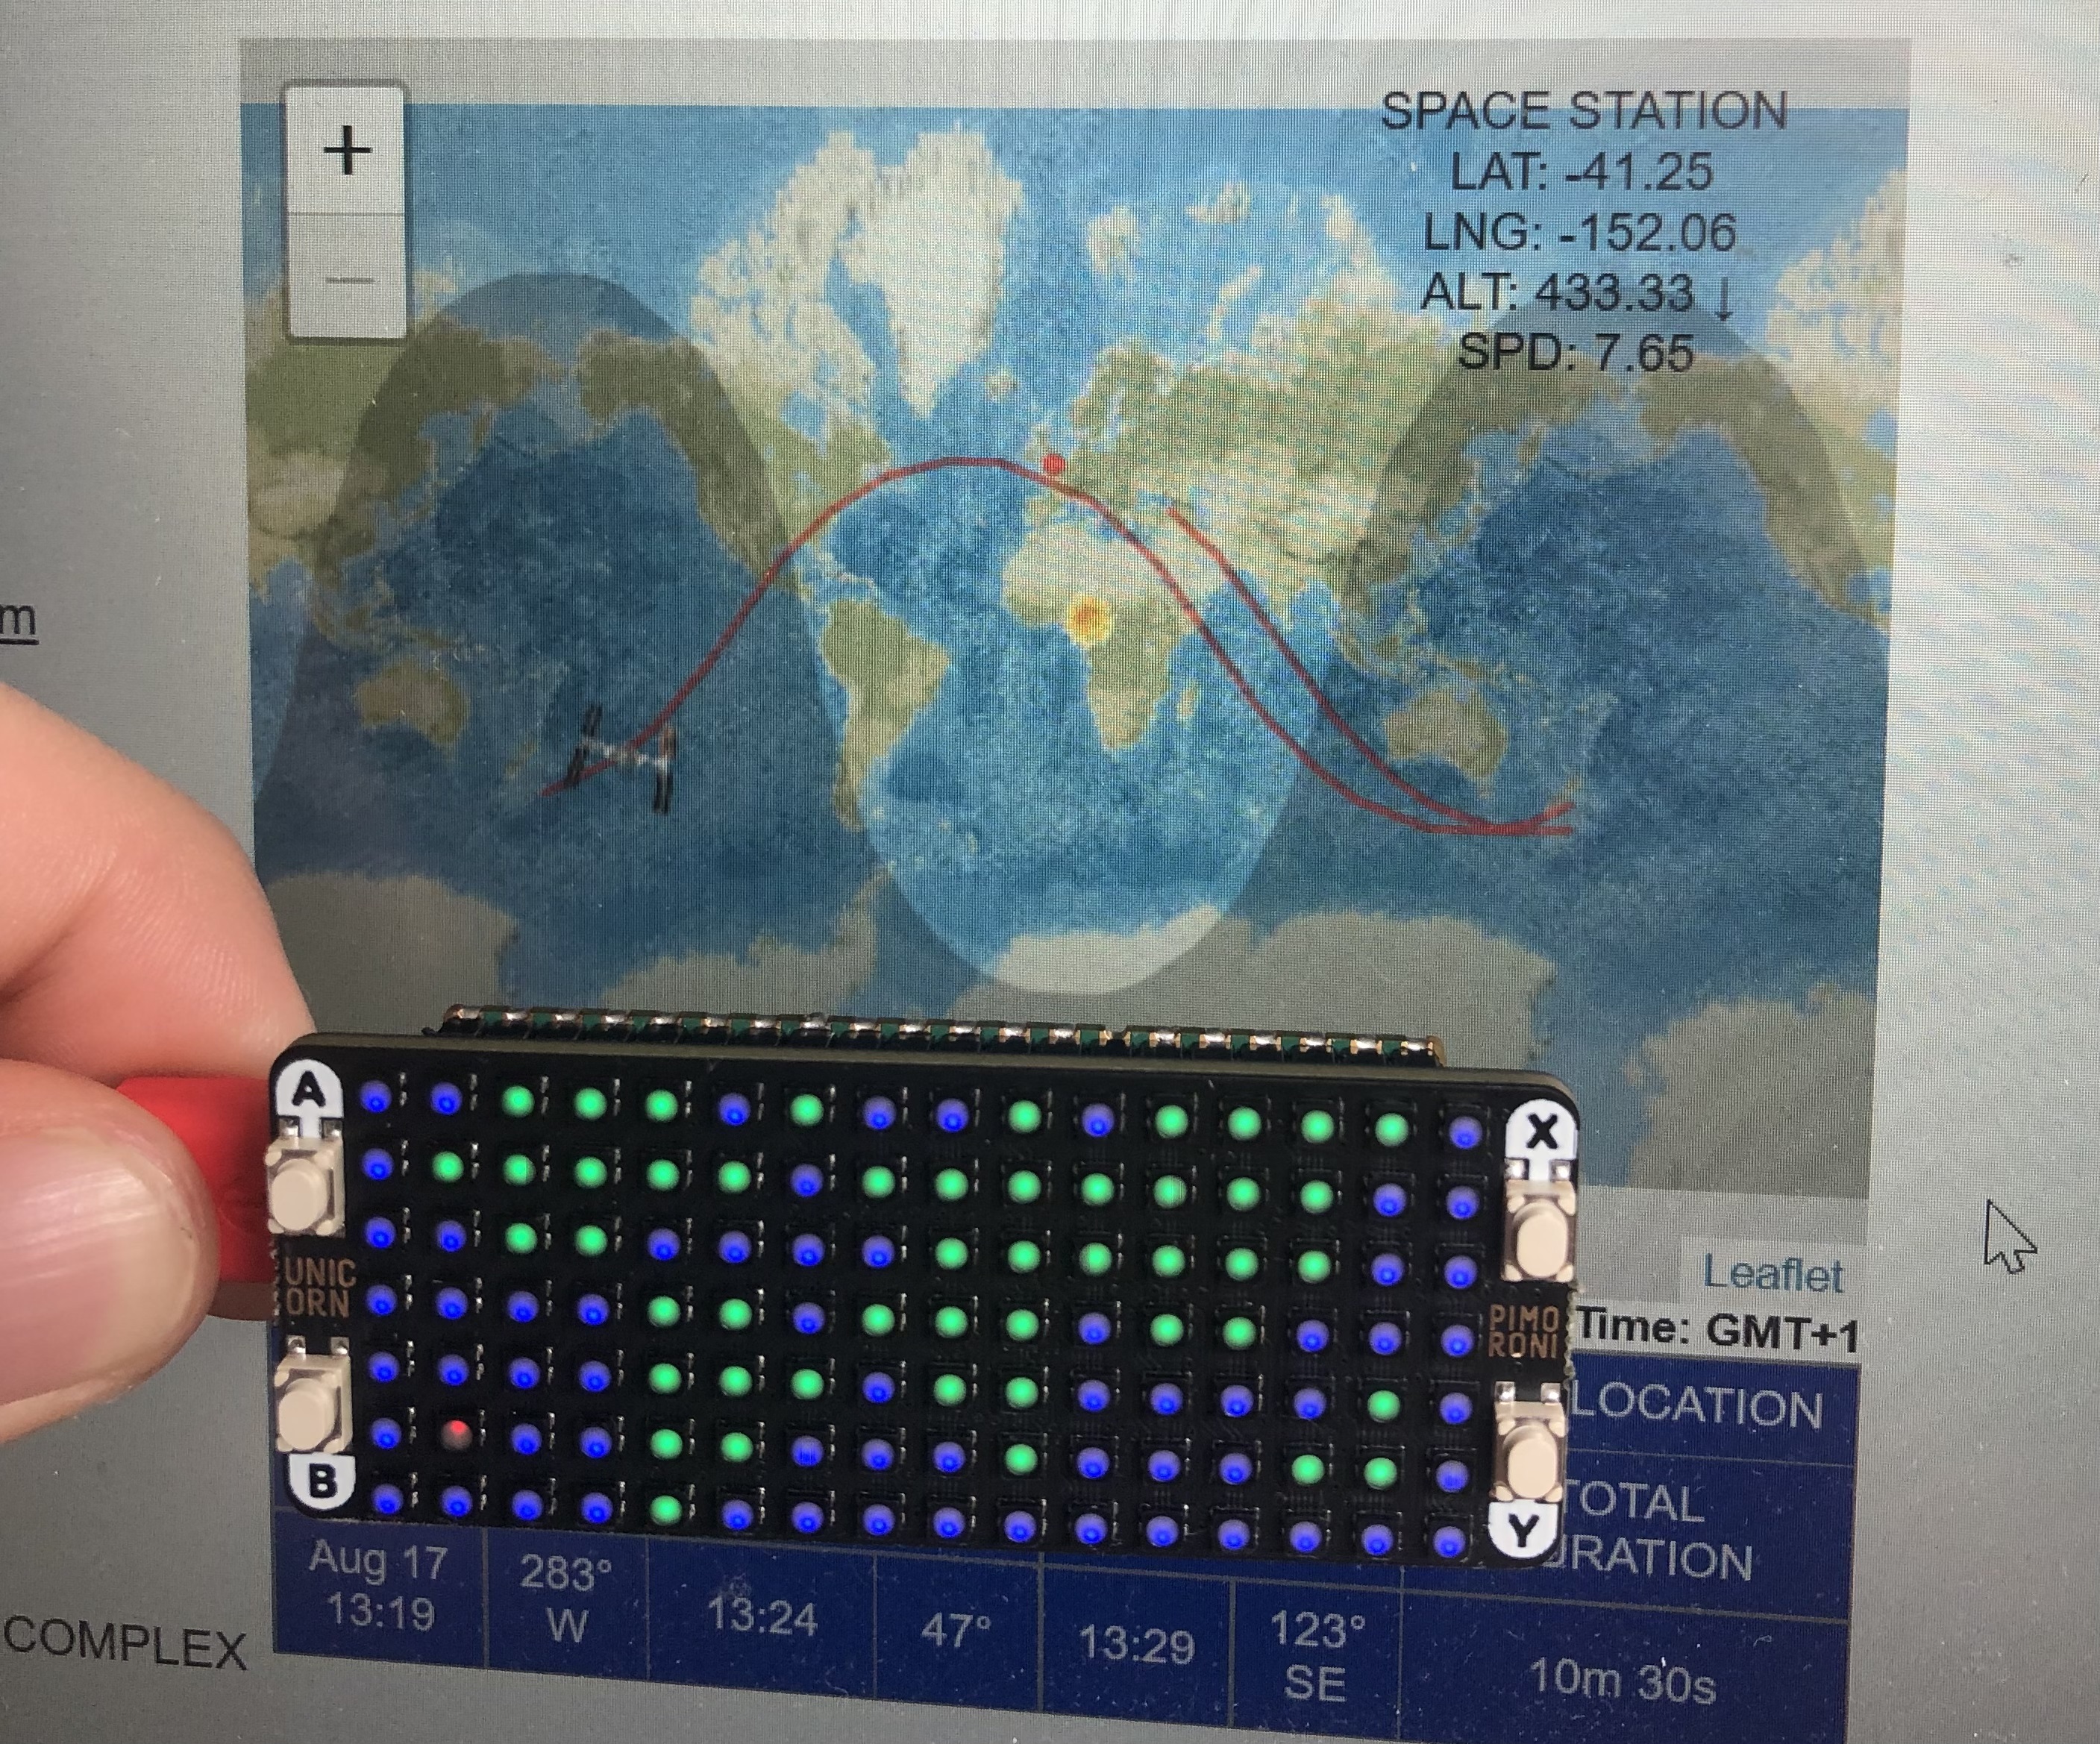 +
−
SPACE STATION
LAT: -41.25
LNG: -152.06
ALT: 433.33 ↓
SPD: 7.65
m
A
X
UNIC
ORN
PIMO
RONI
B
Y
Leaflet
Time: GMT+1
LOCATION
TOTAL
RATION
Aug 17
13:19
283°
W
13:24
47°
13:29
123°
SE
10m 30s
COMPLEX